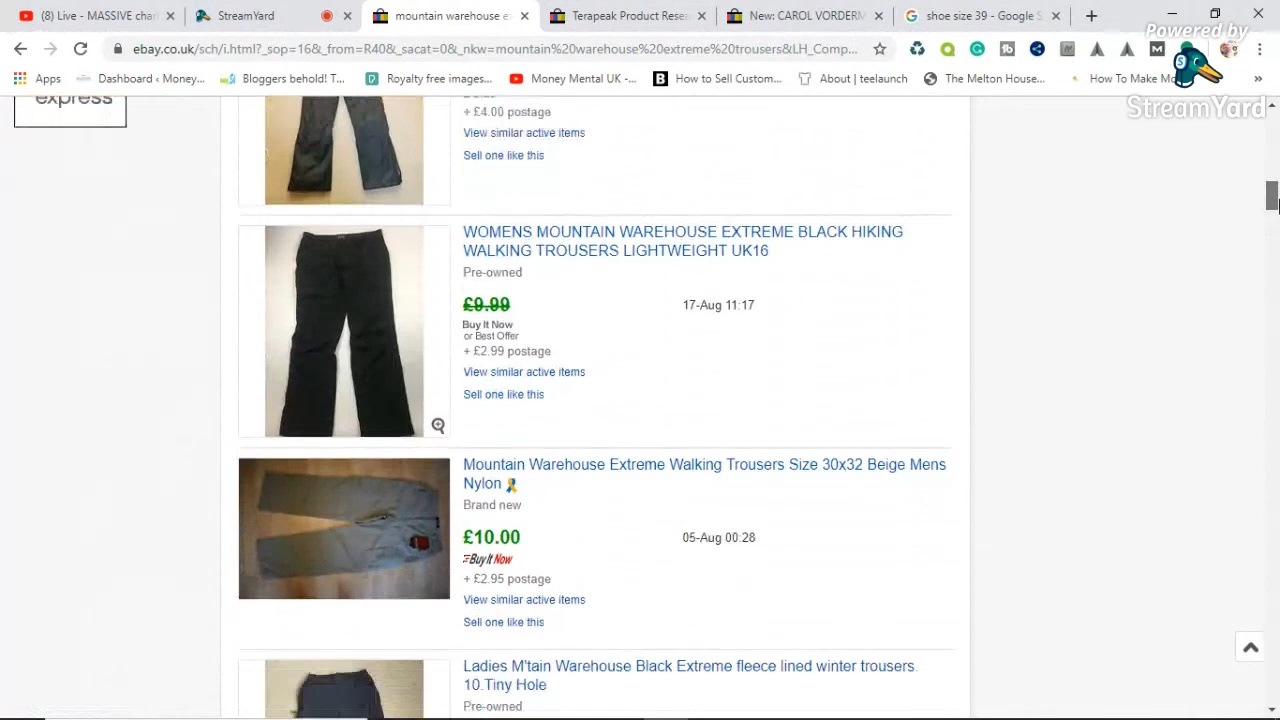 (8) Live - MASSYE chari
StreamYard
mountain warehouse e
Terapeak Product Resea
New: CAROL VORDERM
shoe size 39 - Google S
Powered by
ebay.co.uk/sch/i.html?_sop=16&_from=R40&_sacat=0&_nkw=mountain%20warehouse%20extreme%20trousers&LH_Comp...
Apps
Dashboard ‹ Money...
Bloggers behold! T...
Royalty free images...
Money Mental UK -...
How to Sell Custom...
About | teelaunch
The Melton House...
How To Make Mo
StreamYard
express
+ £4.00 postage
View similar active items
Sell one like this
WOMENS MOUNTAIN WAREHOUSE EXTREME BLACK HIKING
WALKING TROUSERS LIGHTWEIGHT UK16
Pre-owned
£9.99
17-Aug 11:17
Buy It Now
or Best Offer
+ £2.99 postage
View similar active items
Sell one like this
Mountain Warehouse Extreme Walking Trousers Size 30x32 Beige Mens
Nylon
Brand new
£10.00
05-Aug 00:28
Buy It Now
+ £2.95 postage
View similar active items
Sell one like this
Ladies M'tain Warehouse Black Extreme fleece lined winter trousers.
10.Tiny Hole
Pre-owned